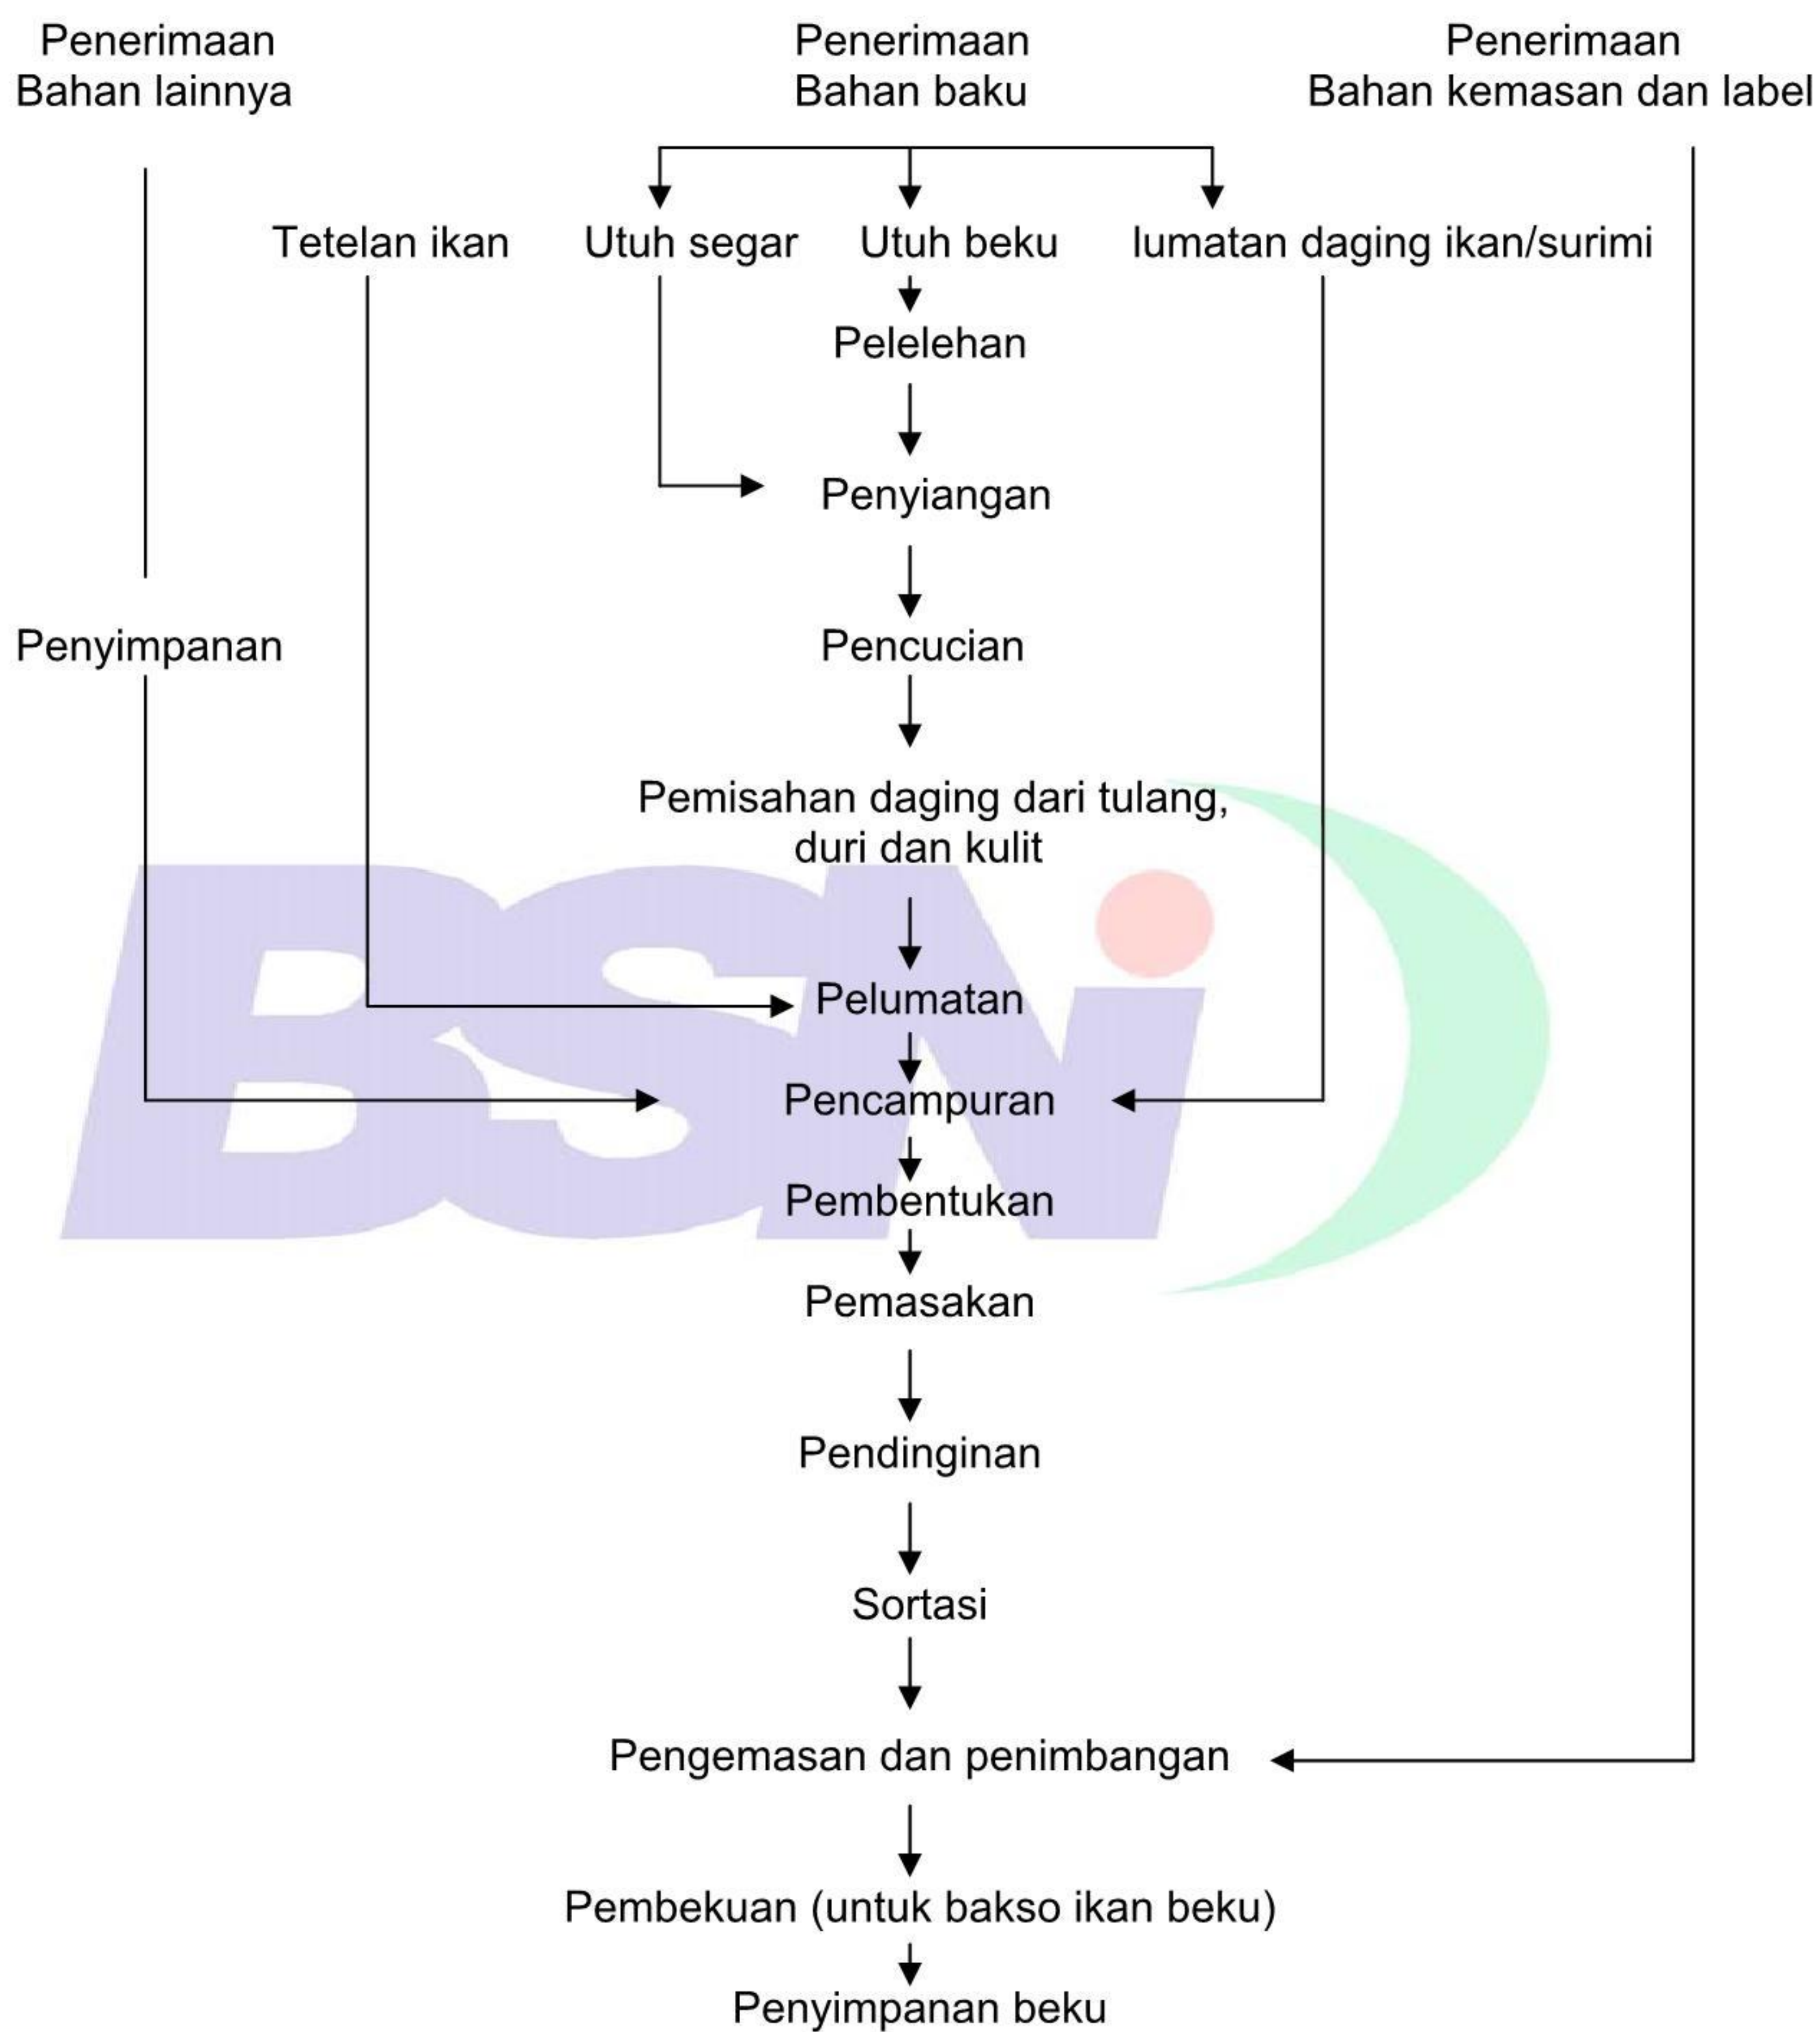 Penerimaan
Bahan lainnya
Penerimaan
Bahan baku
Penerimaan
Bahan kemasan dan label
Tetelan ikan
Utuh segar
Utuh beku
lumatan daging ikan/surimi
Pelelehan
Penyiangan
Penyimpanan
Pencucian
Pemisahan daging dari tulang,
duri dan kulit
BSNi
Pelumatan
Pencampuran
Pembentukan
Pemasakan
Pendinginan
Sortasi
Pengemasan dan penimbangan
Pembekuan (untuk bakso ikan beku)
Penyimpanan beku